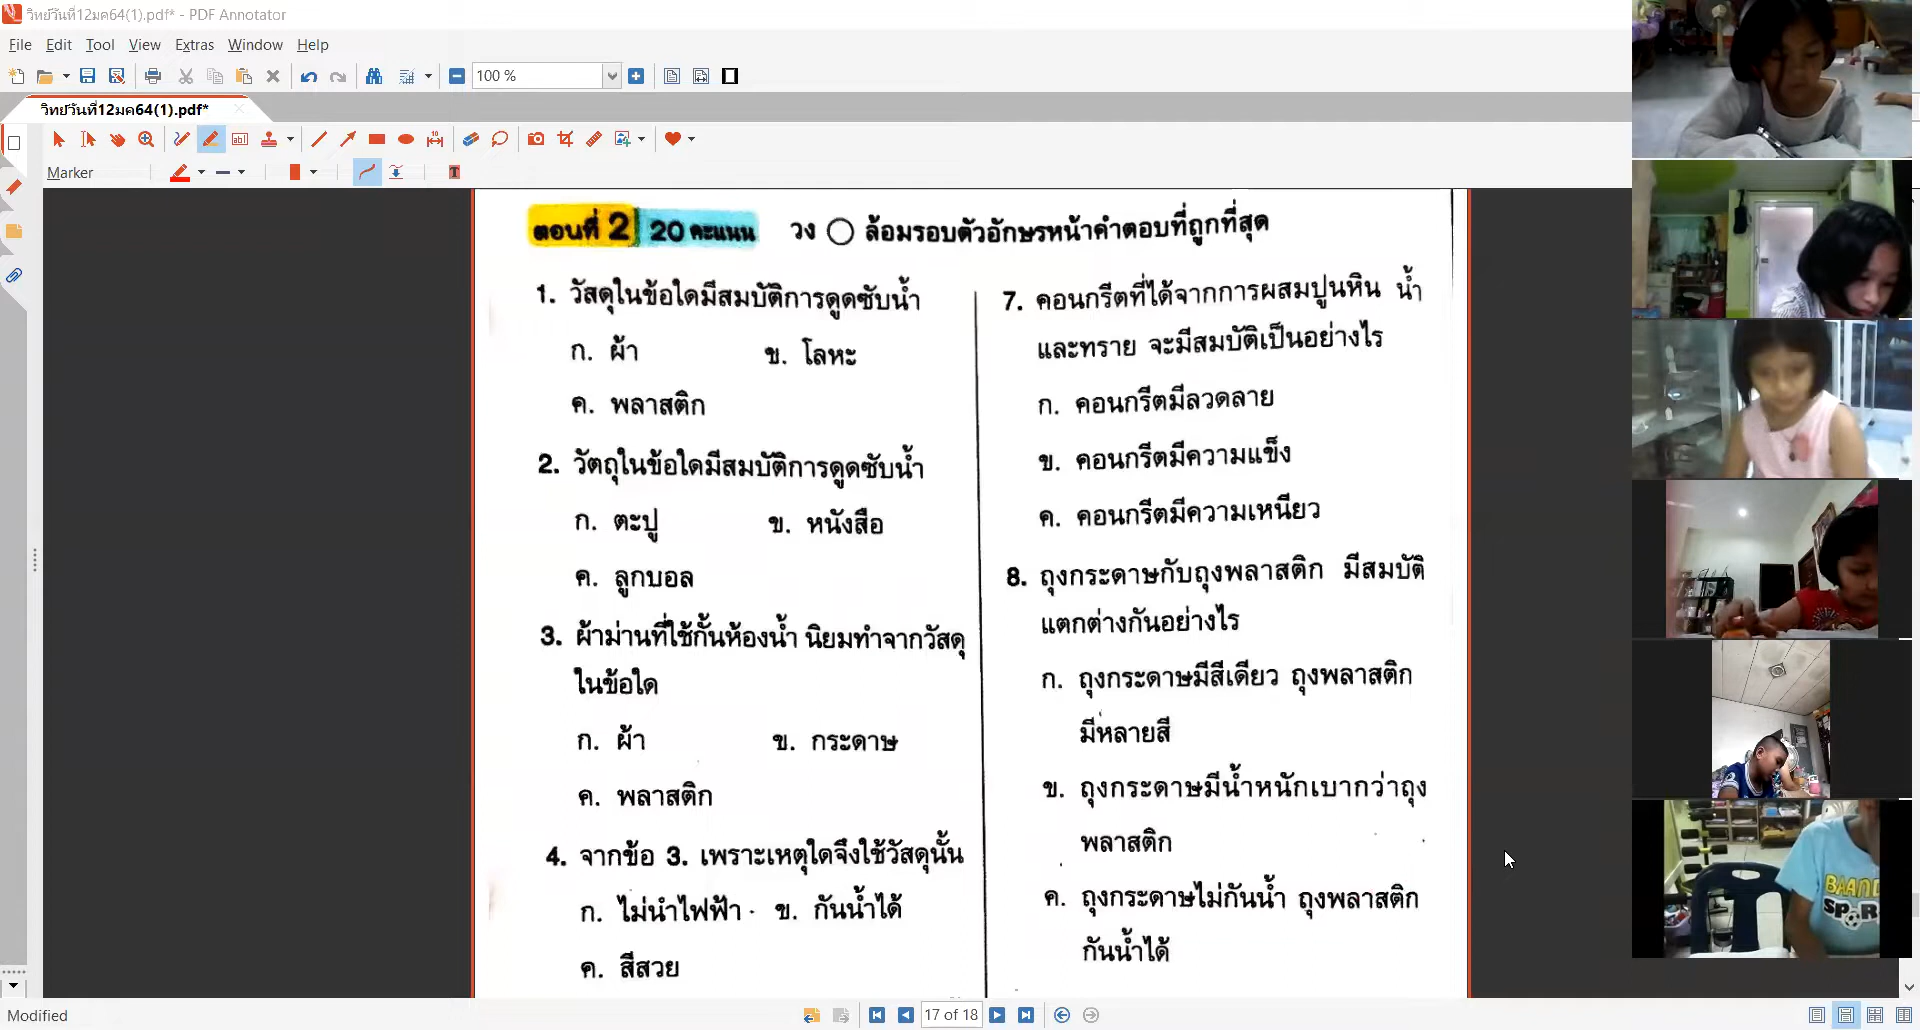 วิทย์วันที่12มค64(1).pdf* - PDF Annotator
File Edit Tool View Extras Window Help
100 %
วิทย์วันที่12มค64(1).pdf*
Marker
ตอนที่ 2 20 คะแนน วง ล้อมรอบตัวอักษรหน้าคำตอบที่ถูกที่สุด
1. วัสดุในข้อใดมีสมบัติการดูดซับน้ำ
ก. ผ้า ข. โลหะ
ค. พลาสติก
2. วัตถุในข้อใดมีสมบัติการดูดซับน้ำ
ก. ตะปู ข. หนังสือ
ค. ลูกบอล
3. ผ้าม่านที่ใช้กั้นห้องน้ำ นิยมทำจากวัสดุ
ในข้อใด
ก. ผ้า ข. กระดาษ
ค. พลาสติก
4. จากข้อ 3. เพราะเหตุใดจึงใช้วัสดุนั้น
ก. ไม่นำไฟฟ้า ข. กันน้ำได้
ค. สีสวย
7. คอนกรีตที่ได้จากการผสมปูนหิน น้ำ
และทราย จะมีสมบัติเป็นอย่างไร
ก. คอนกรีตมีลวดลาย
ข. คอนกรีตมีความแข็ง
ค. คอนกรีตมีความเหนียว
8. ถุงกระดาษกับถุงพลาสติก มีสมบัติ
แตกต่างกันอย่างไร
ก. ถุงกระดาษมีสีเดียว ถุงพลาสติก
มีหลายสี
ข. ถุงกระดาษมีน้ำหนักเบากว่าถุง
พลาสติก
ค. ถุงกระดาษไม่กันน้ำ ถุงพลาสติก
กันน้ำได้
Modified
17 of 18